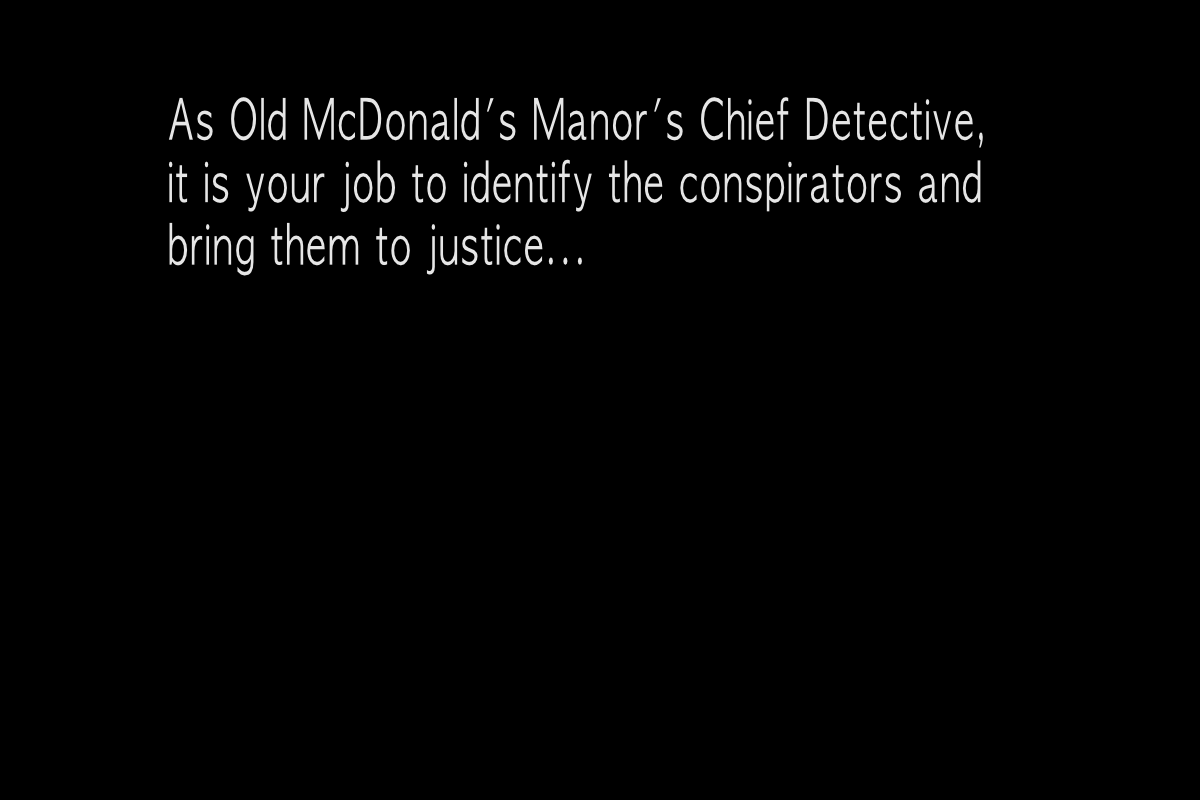 As Old McDonald's Manor's Chief Detective,
it is your job to identify the conspirators and
bring them to justice...